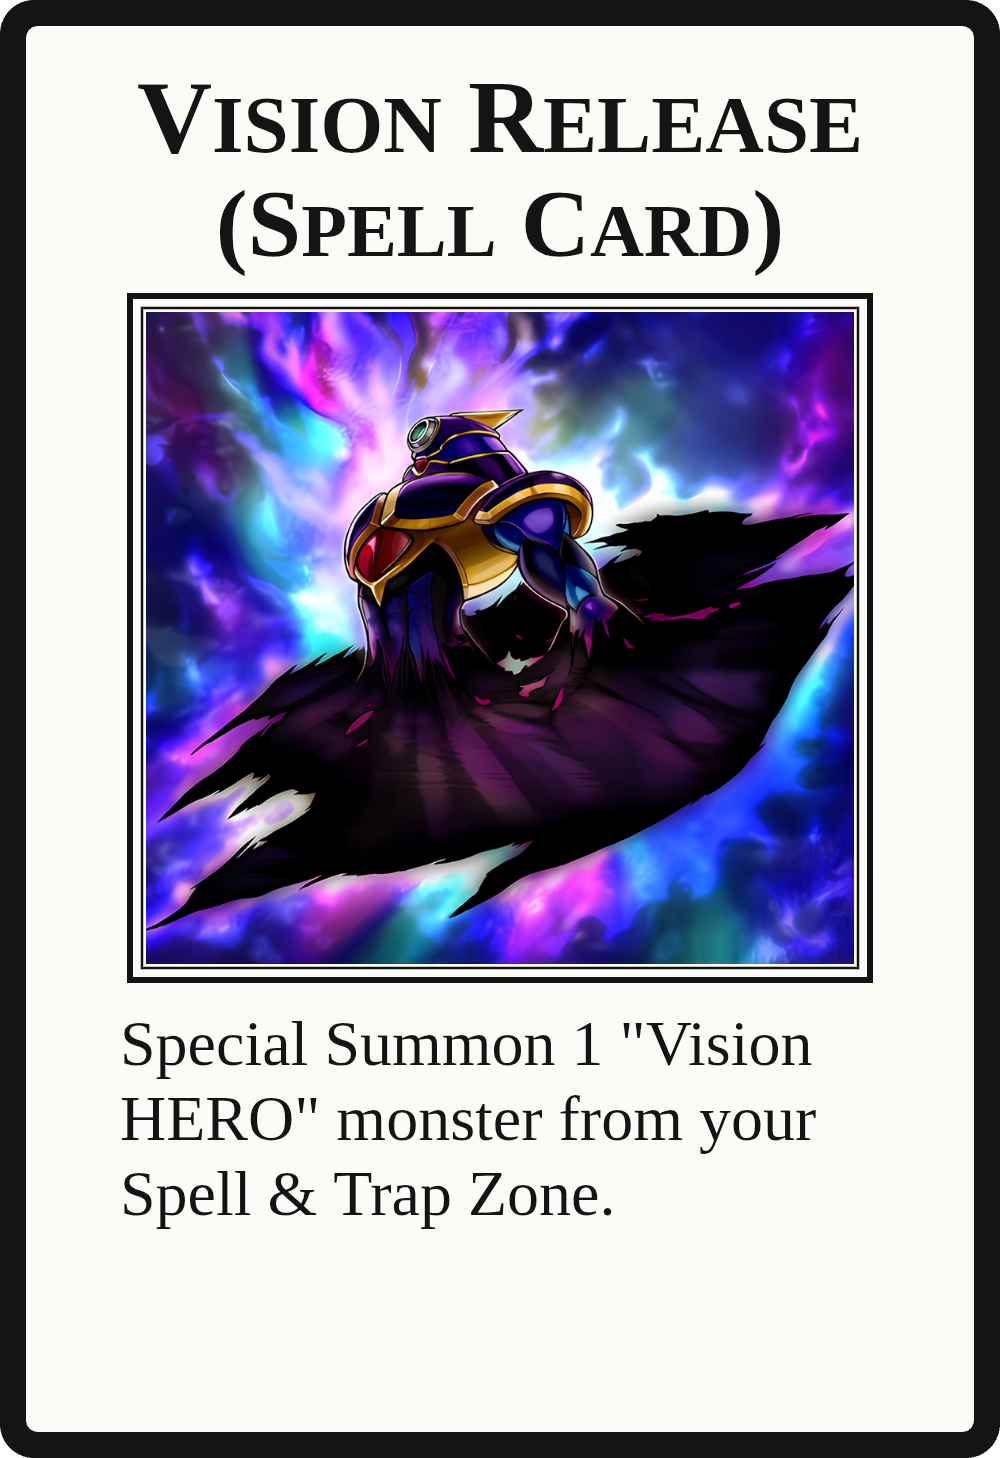 Vision Release
(Spell Card)
Special Summon 1 "Vision
HERO" monster from your
Spell & Trap Zone.